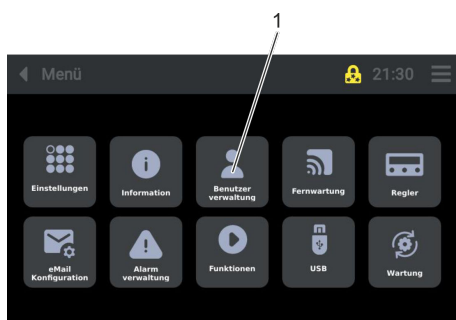 1
Menü
21:30
Einstellungen
Information
Benutzer
verwaltung
Fernwartung
Regler
eMail
Konfiguration
Alarm
verwaltung
Funktionen
USB
Wartung